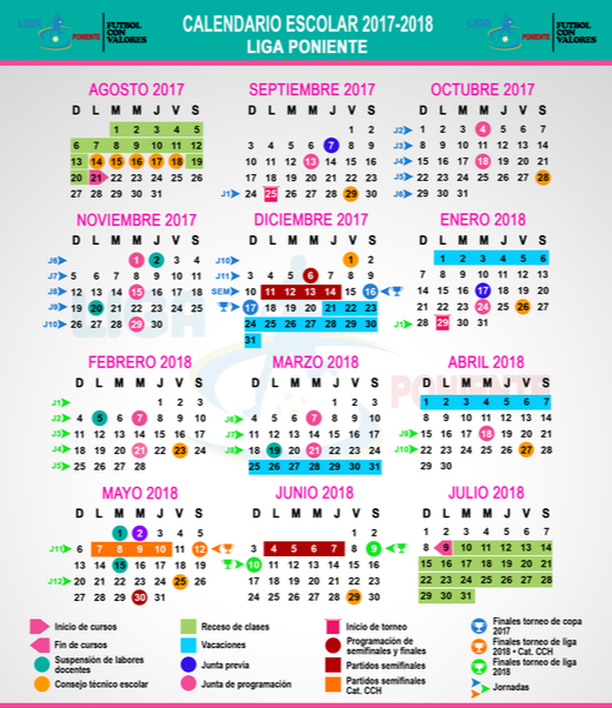 LIGA PONIENTE FUTBOL CON VALORES
CALENDARIO ESCOLAR 2017-2018
LIGA PONIENTE
LIGA PONIENTE FUTBOL CON VALORES
AGOSTO 2017
D L M M J V S
1 2 3 4 5
6 7 8 9 10 11 12
13 14 15 16 17 18 19
20 21 22 23 24 25 26
27 28 29 30 31
SEPTIEMBRE 2017
D L M M J V S
1 2
3 4 5 6 7 8 9
10 11 12 13 14 15 16
17 18 19 20 21 22 23
J1 24 25 26 27 28 29 30
OCTUBRE 2017
D L M M J V S
J2 1 2 3 4 5 6 7
J3 8 9 10 11 12 13 14
J4 15 16 17 18 19 20 21
J5 22 23 24 25 26 27 28
J6 29 30 31
NOVIEMBRE 2017
D L M M J V S
J6 1 2 3 4
J7 5 6 7 8 9 10 11
J8 12 13 14 15 16 17 18
J9 19 20 21 22 23 24 25
J10 26 27 28 29 30
DICIEMBRE 2017
D L M M J V S
J10 1 2
J11 3 4 5 6 7 8 9
SEM 10 11 12 13 14 15 16
17 18 19 20 21 22 23
24 25 26 27 28 29 30
31
ENERO 2018
D L M M J V S
1 2 3 4 5 6
7 8 9 10 11 12 13
14 15 16 17 18 19 20
21 22 23 24 25 26 27
J1 28 29 30 31
FEBRERO 2018
D L M M J V S
J1 1 2 3
J2 4 5 6 7 8 9 10
J3 11 12 13 14 15 16 17
J4 18 19 20 21 22 23 24
J5 25 26 27 28
MARZO 2018
D L M M J V S
1 2 3
J6 4 5 6 7 8 9 10
J7 11 12 13 14 15 16 17
J8 18 19 20 21 22 23 24
25 26 27 28 29 30 31
ABRIL 2018
D L M M J V S
1 2 3 4 5 6 7
8 9 10 11 12 13 14
J9 15 16 17 18 19 20 21
J10 22 23 24 25 26 27 28
29 30
MAYO 2018
D L M M J V S
1 2 3 4 5
J11 6 7 8 9 10 11 12
13 14 15 16 17 18 19
J12 20 21 22 23 24 25 26
27 28 29 30 31
JUNIO 2018
D L M M J V S
1 2
3 4 5 6 7 8 9
10 11 12 13 14 15 16
17 18 19 20 21 22 23
24 25 26 27 28 29 30
JULIO 2018
D L M M J V S
1 2 3 4 5 6 7
8 9 10 11 12 13 14
15 16 17 18 19 20 21
22 23 24 25 26 27 28
29 30 31
LIGA
PONIENTE
Inicio de cursos
Fin de cursos
Suspensión de labores
docentes
Consejo técnico escolar
Receso de clases
Vacaciones
Junta previa
Junta de programación
Inicio de torneo
Programación de
semifinales y finales
Partidos semifinales
Partidos semifinales
Cat. CCH
Finales torneo de copa
2017
Finales torneo de liga
2018 • Cat. CCH
Finales torneo de liga
2018
Jornadas